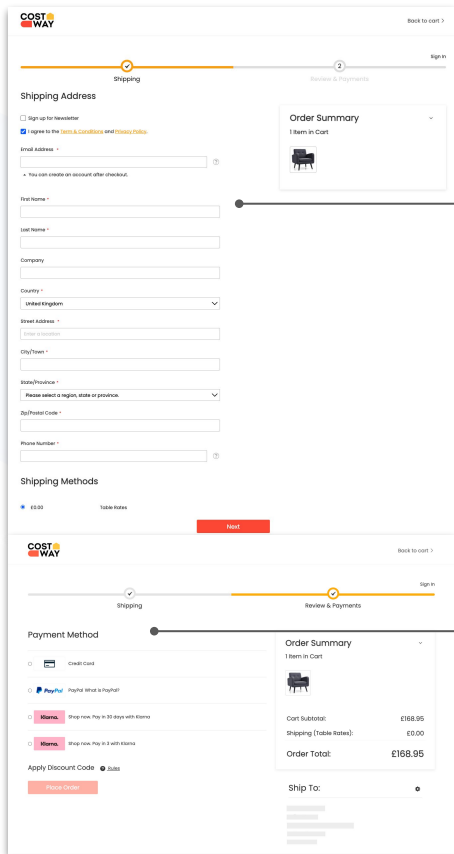 COST
WAY
Back to cart >
Sign In
2
Shipping
Review & Payments
Shipping Address
Sign up for Newsletter
I agree to the Term & Conditions and Privacy Policy.
Email Address *
?
You can create an account after checkout.
First Name *
Last Name *
Company
Country *
United Kingdom
Street Address *
Enter a location
City/Town *
State/Province *
Please select a region, state or province.
Zip/Postal Code *
Phone Number *
?
Shipping Methods
£0.00 Table Rates
Next
Order Summary
1 Item in Cart
COST
WAY
Back to cart >
Sign In
Shipping
Review & Payments
Payment Method
Credit Card
PayPal PayPal What is PayPal?
Klarna. Shop now. Pay in 30 days with Klarna
Klarna. Shop now. Pay in 3 with Klarna
Apply Discount Code ? Rules
Place Order
Order Summary
1 Item in Cart
Cart Subtotal: £168.95
Shipping (Table Rates): £0.00
Order Total: £168.95
Ship To: